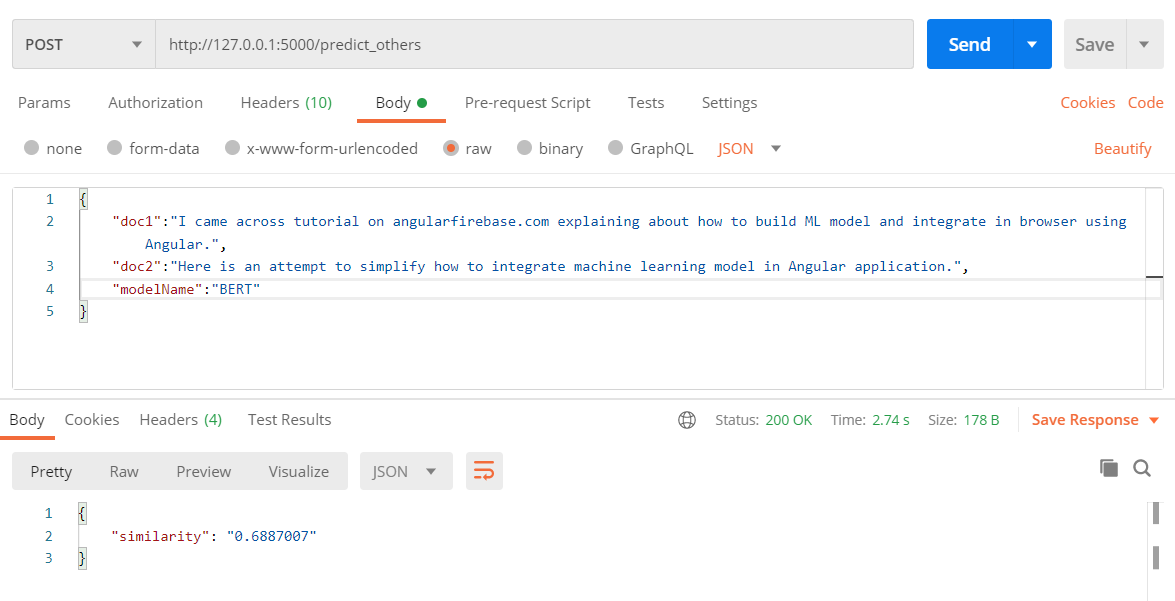 POST http://127.0.0.1:5000/predict_others Send Save
Params Authorization Headers (10) Body Pre-request Script Tests Settings Cookies Code
none form-data x-www-form-urlencoded raw binary GraphQL JSON Beautify
1 {
2 "doc1":"I came across tutorial on angularfirebase.com explaining about how to build ML model and integrate in browser using
Angular.",
3 "doc2":"Here is an attempt to simplify how to integrate machine learning model in Angular application.",
4 "modelName":"BERT"
5 }
Body Cookies Headers (4) Test Results Status: 200 OK Time: 2.74 s Size: 178 B Save Response
Pretty Raw Preview Visualize JSON
1 {
2 "similarity": "0.6887007"
3 }